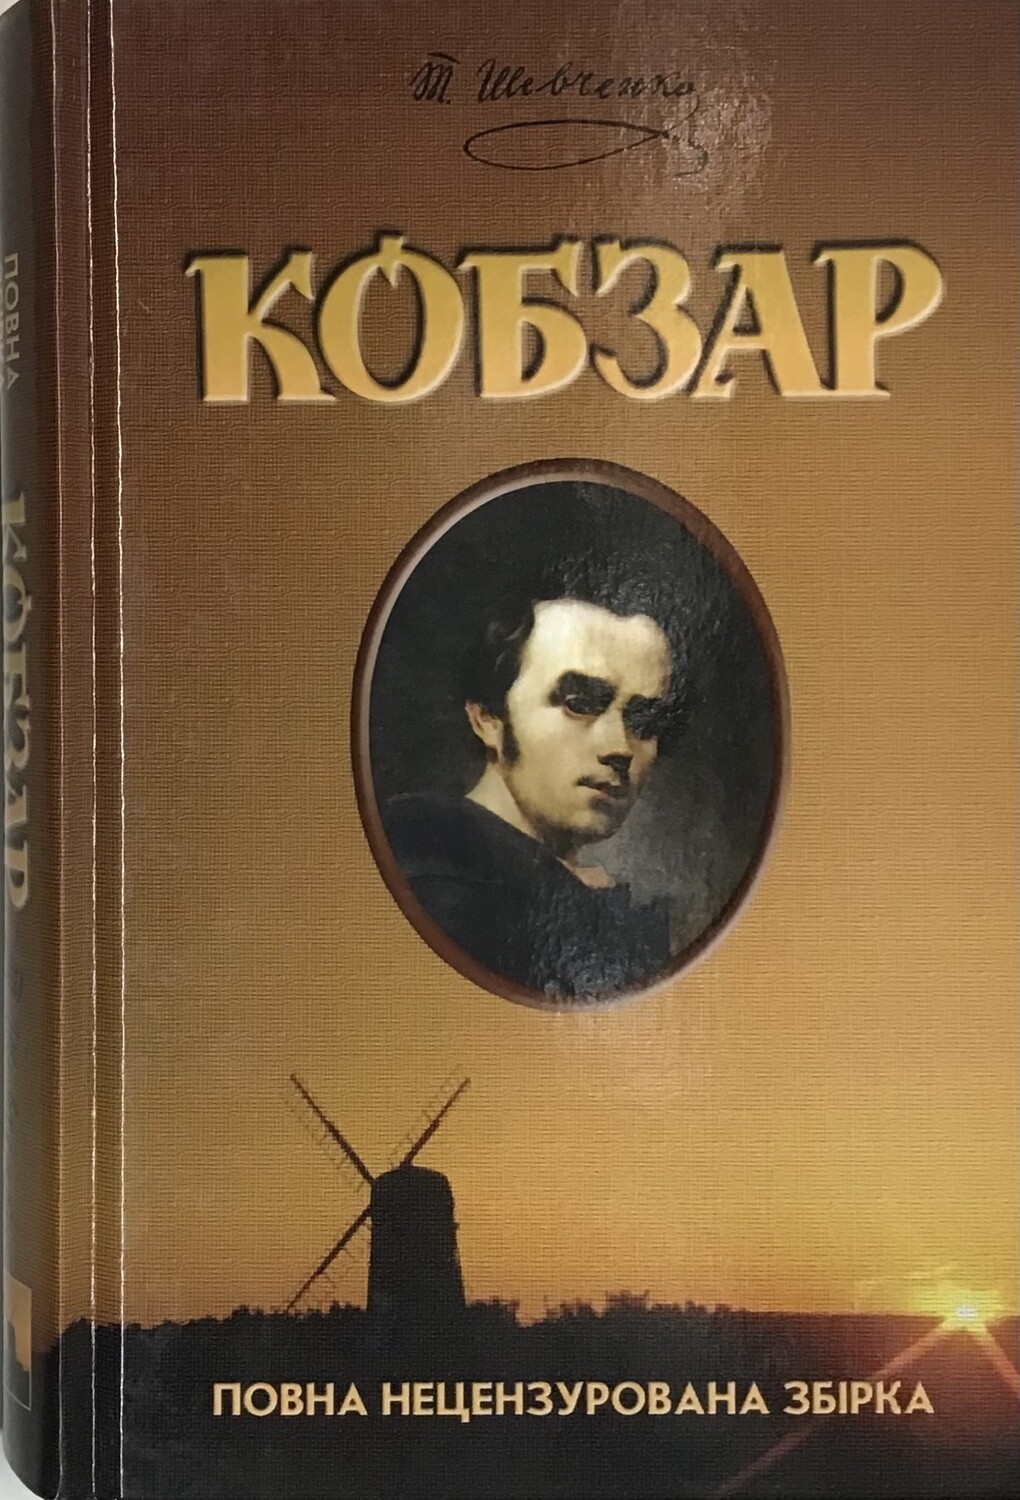 Т. Шевченко
КОБЗАР
ПОВНА НЕЦЕНЗУРОВАНА ЗБІРКА
ПОВНА
КОБЗАР